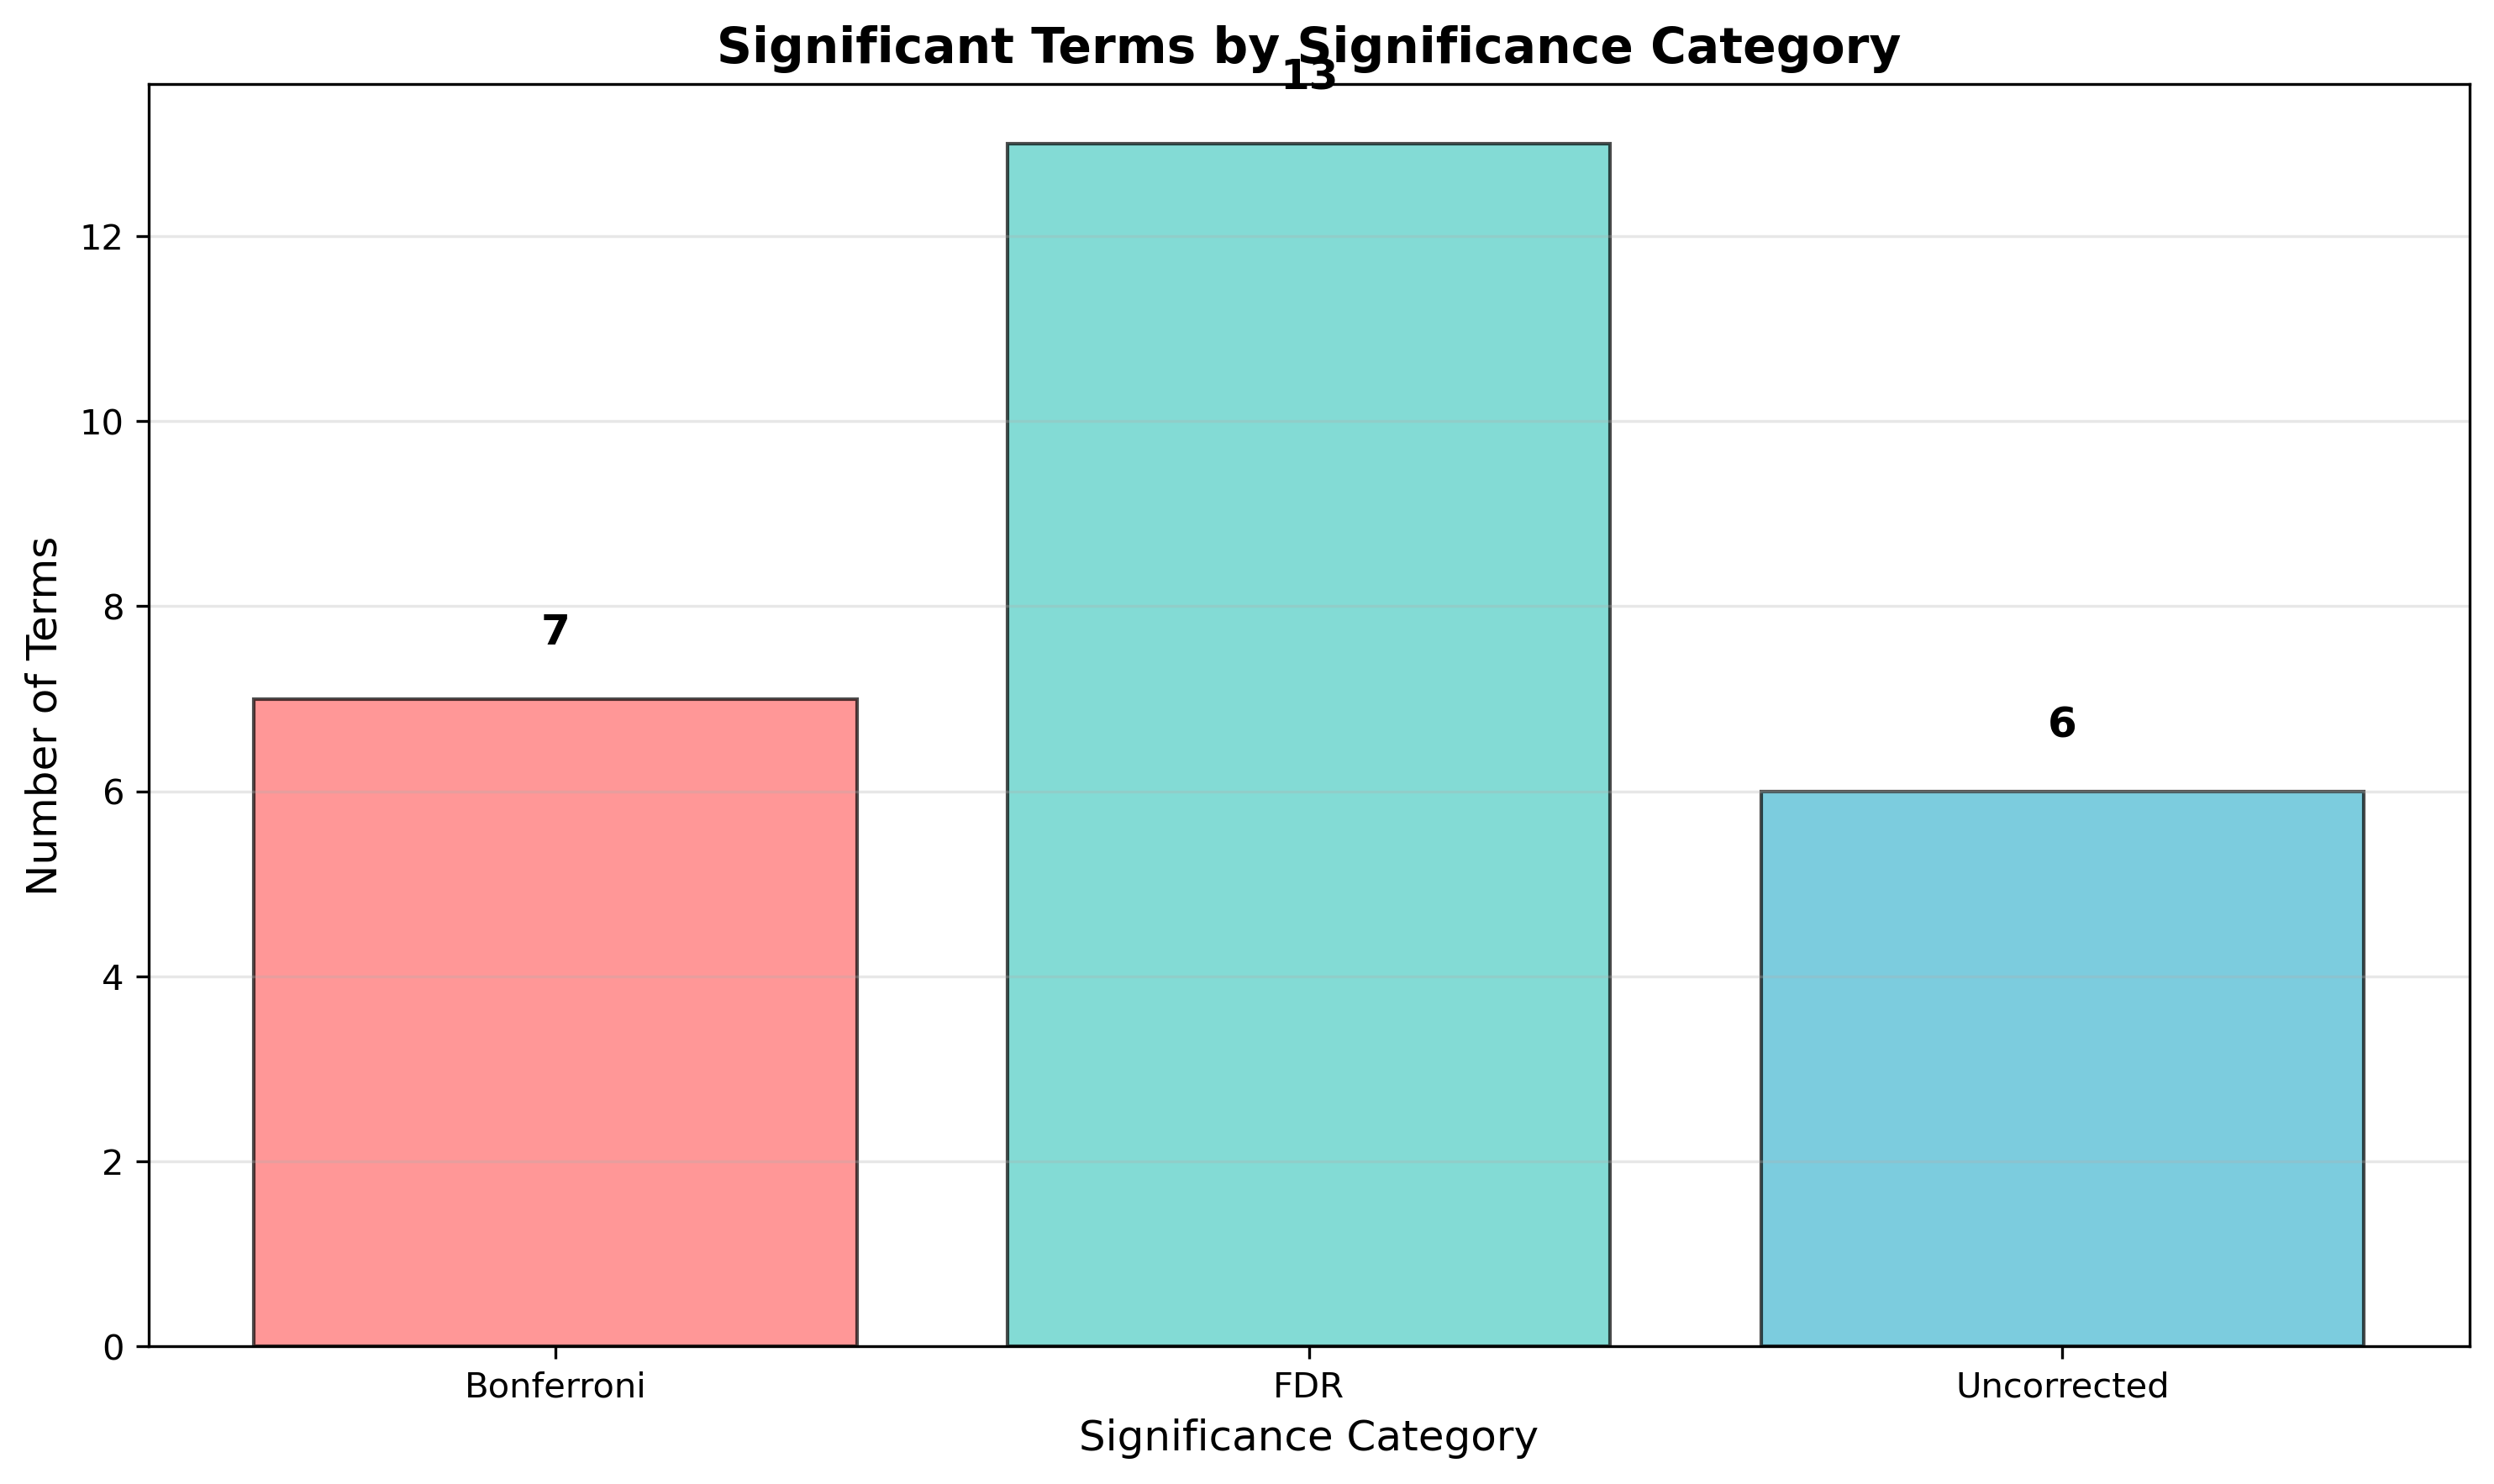 Significant Terms by Significance Category
13
12
10
8
6
4
2
0
7
6
Number of Terms
Bonferroni
FDR
Uncorrected
Significance Category